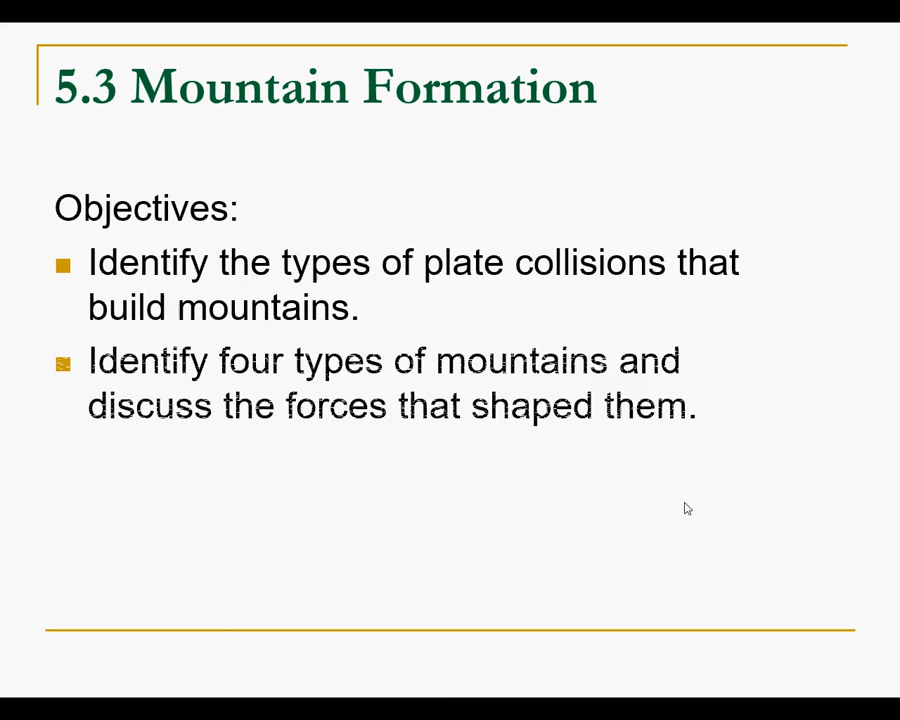 5.3 Mountain Formation
Objectives:
Identify the types of plate collisions that
build mountains.
Identify four types of mountains and
discuss the forces that shaped them.